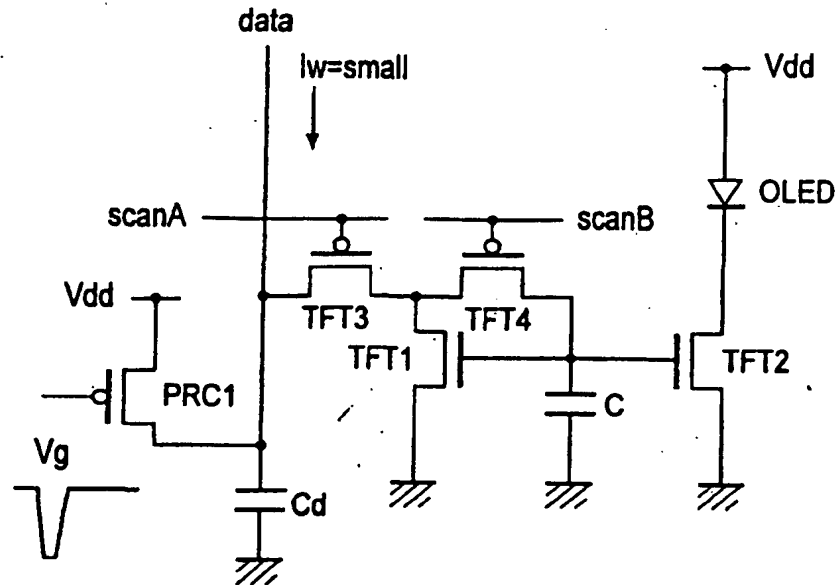 data
Iw=small
Vdd
OLED
scanA
scanB
Vdd
TFT3
TFT4
TFT1
TFT2
PRC1
C
Vg
Cd